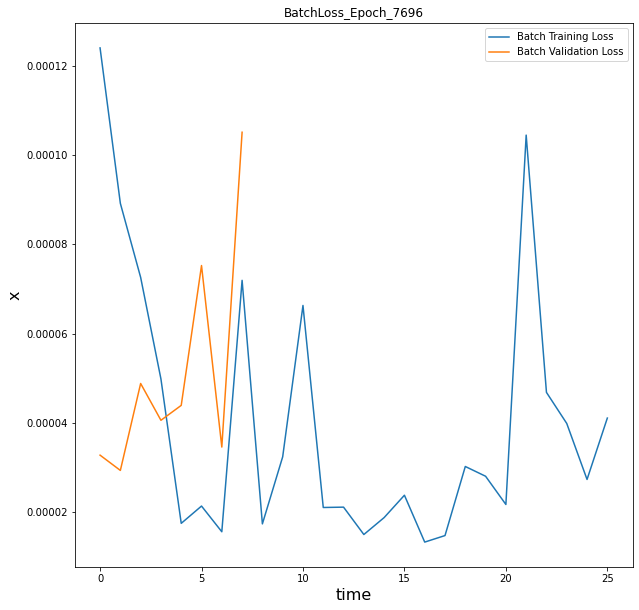 BatchLoss_Epoch_7696
Batch Training Loss
Batch Validation Loss
0.00012
0.00010
0.00008
0.00006
0.00004
0.00002
x
0 5 10 15 20 25
time